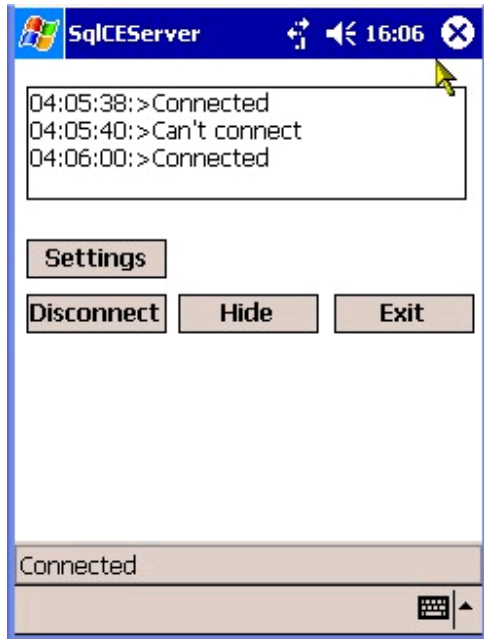 SqlCEServer 16:06
04:05:38:>Connected
04:05:40:>Can't connect
04:06:00:>Connected
Settings
Disconnect Hide Exit
Connected